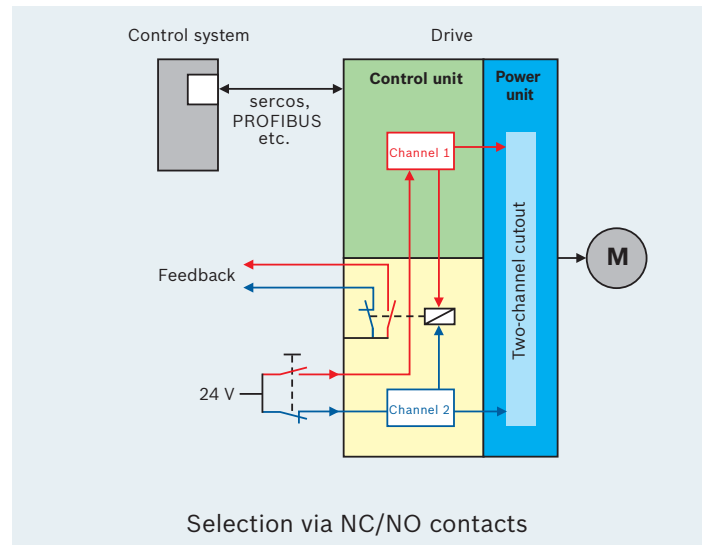 Control system
Drive
Control unit
Power
unit
sercos,
PROFIBUS
etc.
Channel 1
Two-channel cutout
M
Feedback
24 V
Channel 2
Selection via NC/NO contacts